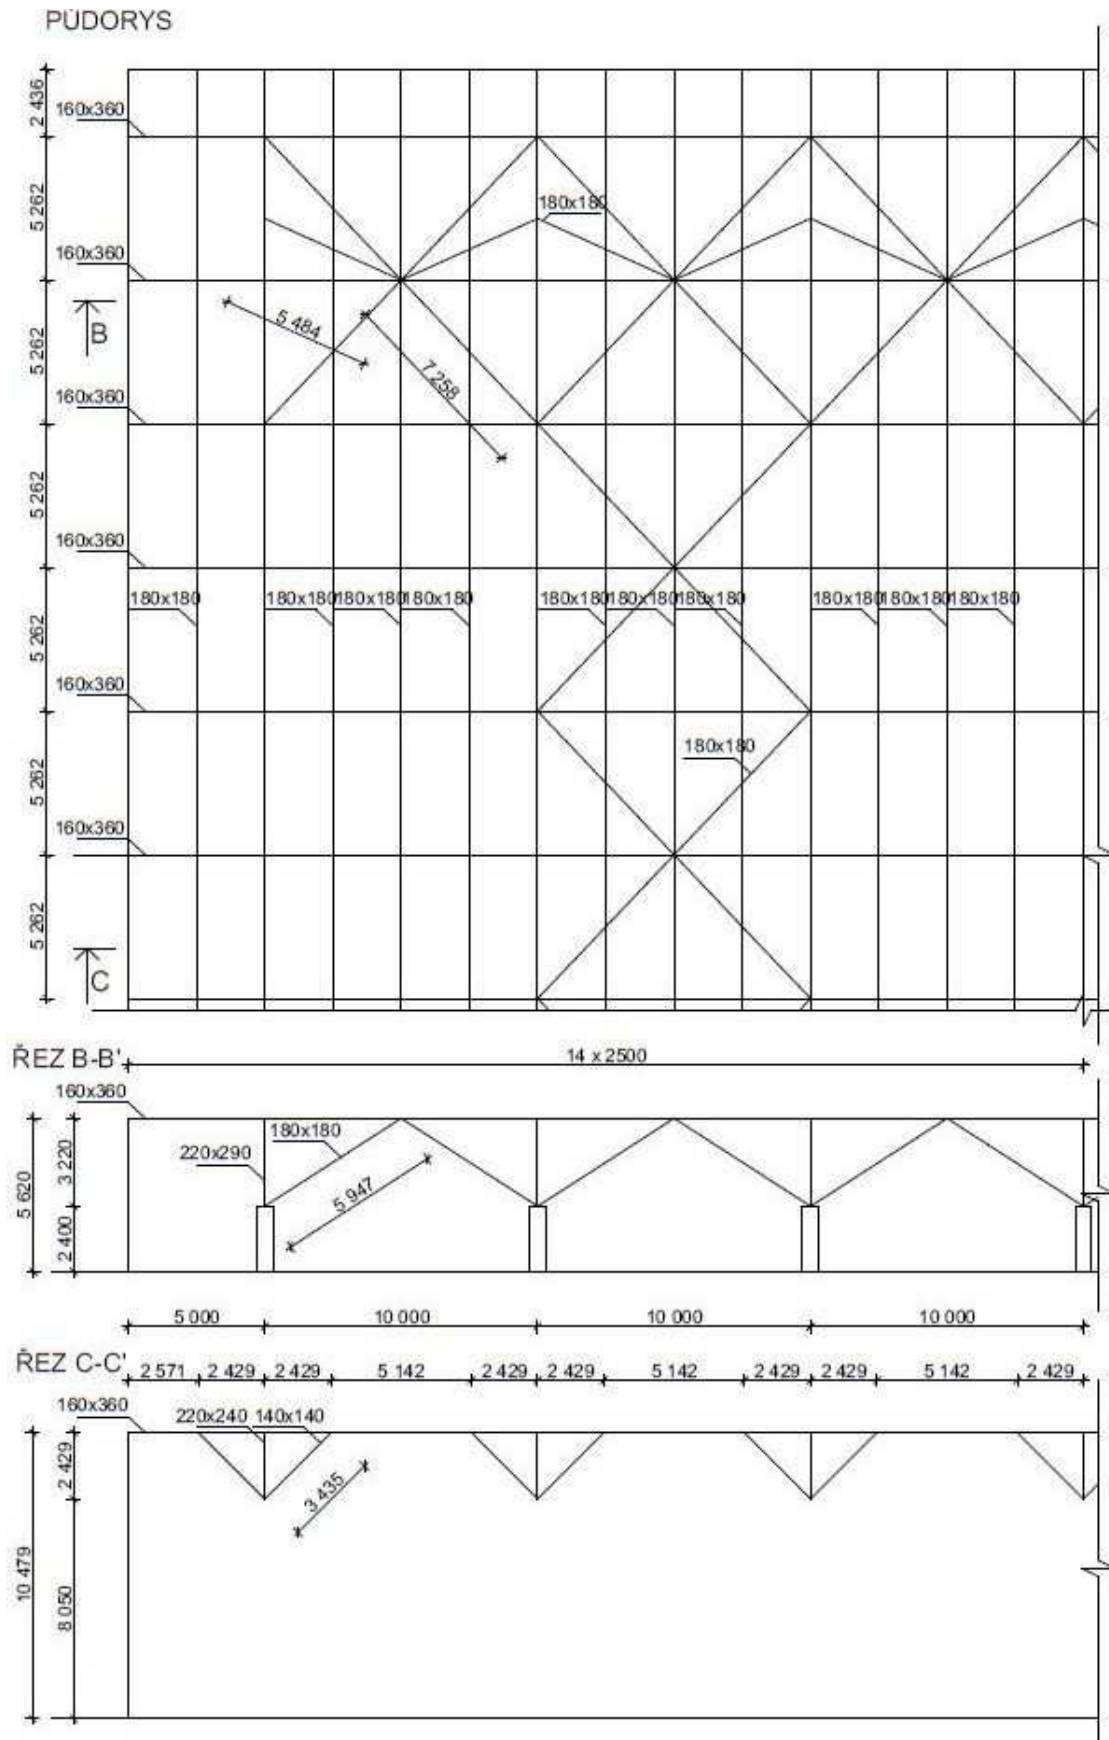 PŮDORYS
2 436
160x360
5 262
180x180
160x360
B
5 484
5 262
7 258
160x360
5 262
160x360
180x180
180x180
180x180
180x180
180x180
180x180
180x180
180x180
180x180
180x180
5 262
160x360
180x180
5 262
160x360
5 262
C
ŘEZ B-B'
14 x 2500
160x360
180x180
220x290
3 220
5 620
5 947
2 400
5 000
10 000
10 000
10 000
ŘEZ C-C'
2 571
2 429
2 429
5 142
2 429
2 429
5 142
2 429
2 429
5 142
2 429
160x360
220x240
140x140
2 429
3 435
10 479
8 050